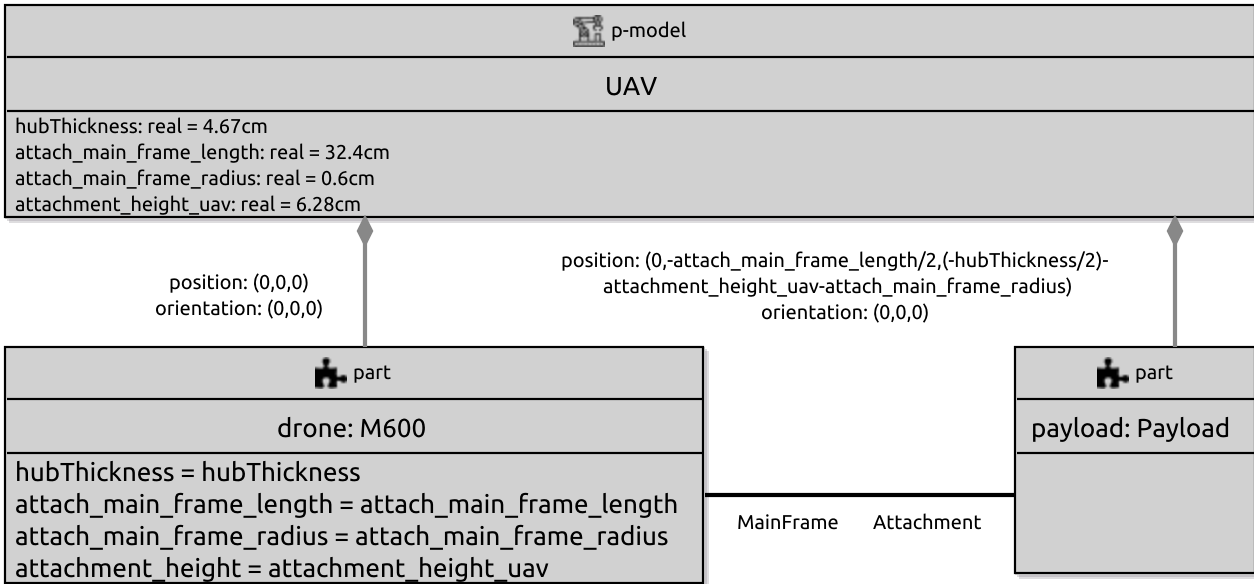 p-model
UAV
hubThickness: real = 4.67cm
attach_main_frame_length: real = 32.4cm
attach_main_frame_radius: real = 0.6cm
attachment_height_uav: real = 6.28cm
position: (0,0,0)
orientation: (0,0,0)
position: (0,-attach_main_frame_length/2,(-hubThickness/2)-
attachment_height_uav-attach_main_frame_radius)
orientation: (0,0,0)
part
drone: M600
hubThickness = hubThickness
attach_main_frame_length = attach_main_frame_length
attach_main_frame_radius = attach_main_frame_radius
attachment_height = attachment_height_uav
MainFrame
Attachment
part
payload: Payload